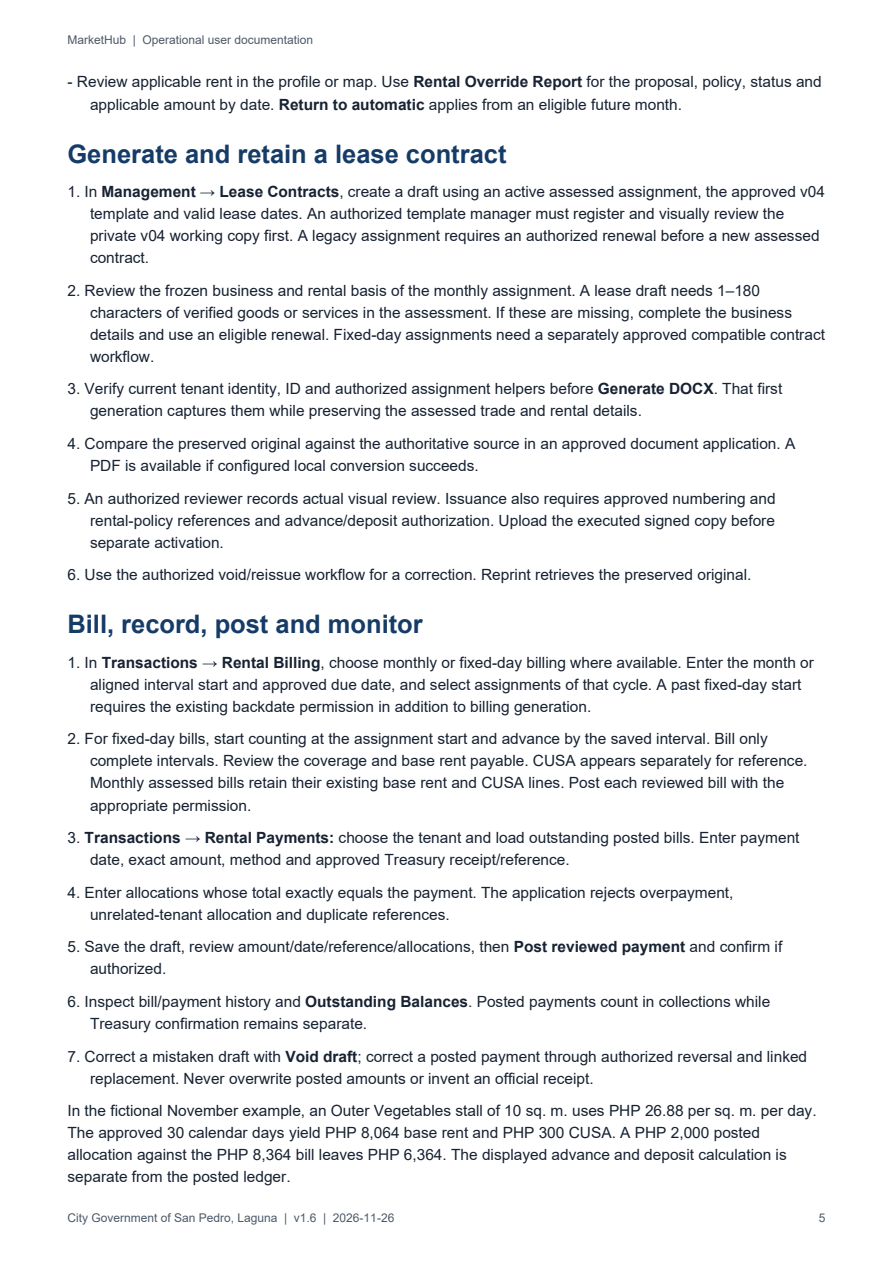 MarketHub | Operational user documentation
- Review applicable rent in the profile or map. Use Rental Override Report for the proposal, policy, status and
applicable amount by date. Return to automatic applies from an eligible future month.
Generate and retain a lease contract
1. In Management → Lease Contracts, create a draft using an active assessed assignment, the approved v04
template and valid lease dates. An authorized template manager must register and visually review the
private v04 working copy first. A legacy assignment requires an authorized renewal before a new assessed
contract.
2. Review the frozen business and rental basis of the monthly assignment. A lease draft needs 1–180
characters of verified goods or services in the assessment. If these are missing, complete the business
details and use an eligible renewal. Fixed-day assignments need a separately approved compatible contract
workflow.
3. Verify current tenant identity, ID and authorized assignment helpers before Generate DOCX. That first
generation captures them while preserving the assessed trade and rental details.
4. Compare the preserved original against the authoritative source in an approved document application. A
PDF is available if configured local conversion succeeds.
5. An authorized reviewer records actual visual review. Issuance also requires approved numbering and
rental-policy references and advance/deposit authorization. Upload the executed signed copy before
separate activation.
6. Use the authorized void/reissue workflow for a correction. Reprint retrieves the preserved original.
Bill, record, post and monitor
1. In Transactions → Rental Billing, choose monthly or fixed-day billing where available. Enter the month or
aligned interval start and approved due date, and select assignments of that cycle. A past fixed-day start
requires the existing backdate permission in addition to billing generation.
2. For fixed-day bills, start counting at the assignment start and advance by the saved interval. Bill only
complete intervals. Review the coverage and base rent payable. CUSA appears separately for reference.
Monthly assessed bills retain their existing base rent and CUSA lines. Post each reviewed bill with the
appropriate permission.
3. Transactions → Rental Payments: choose the tenant and load outstanding posted bills. Enter payment
date, exact amount, method and approved Treasury receipt/reference.
4. Enter allocations whose total exactly equals the payment. The application rejects overpayment,
unrelated-tenant allocation and duplicate references.
5. Save the draft, review amount/date/reference/allocations, then Post reviewed payment and confirm if
authorized.
6. Inspect bill/payment history and Outstanding Balances. Posted payments count in collections while
Treasury confirmation remains separate.
7. Correct a mistaken draft with Void draft; correct a posted payment through authorized reversal and linked
replacement. Never overwrite posted amounts or invent an official receipt.
In the fictional November example, an Outer Vegetables stall of 10 sq. m. uses PHP 26.88 per sq. m. per day.
The approved 30 calendar days yield PHP 8,064 base rent and PHP 300 CUSA. A PHP 2,000 posted
allocation against the PHP 8,364 bill leaves PHP 6,364. The displayed advance and deposit calculation is
separate from the posted ledger.
City Government of San Pedro, Laguna | v1.6 | 2026-11-26
5